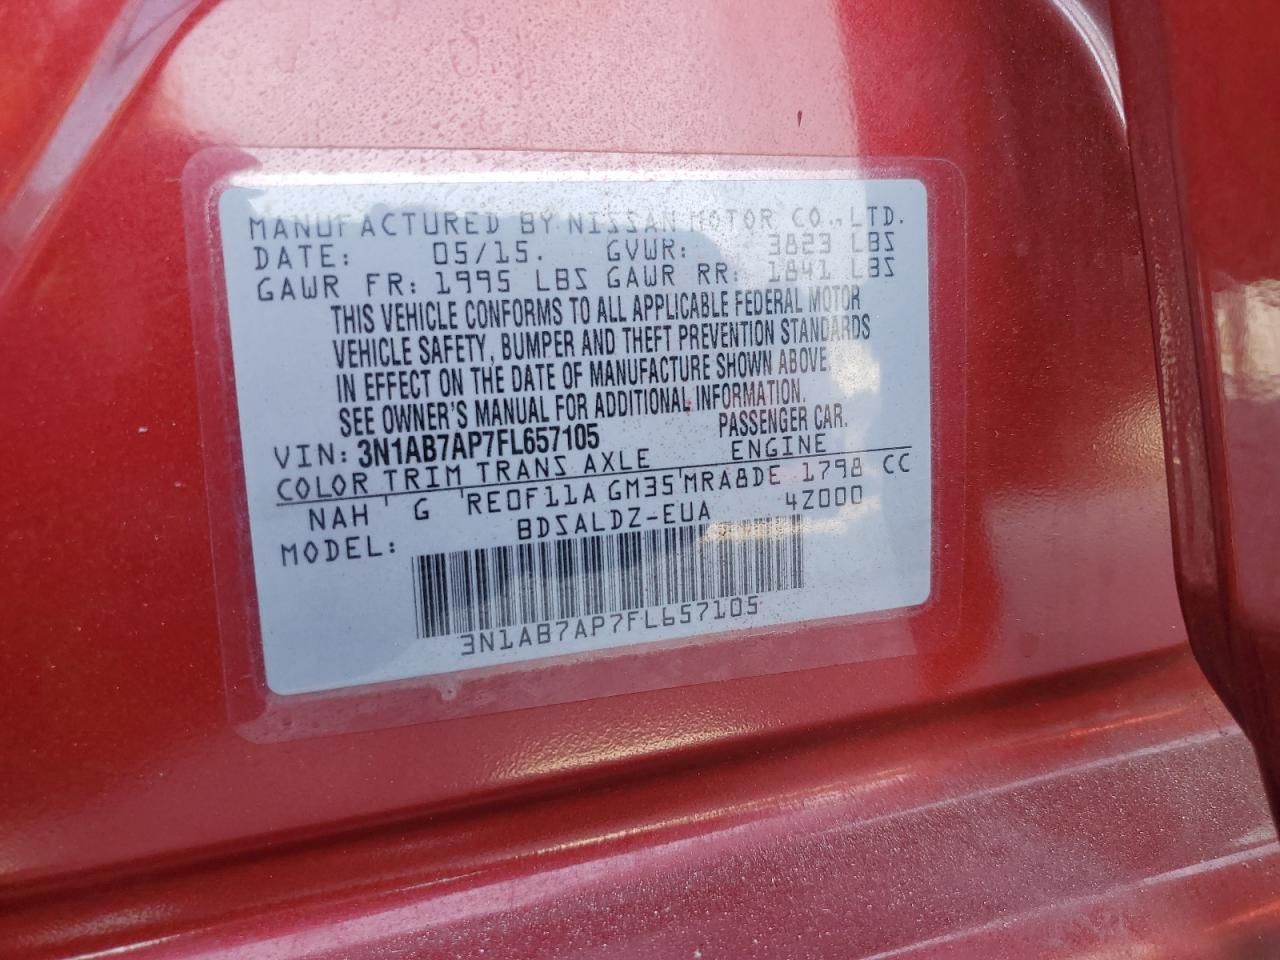 MANUFACTURED BY NISSAN MOTOR CO., LTD.
DATE: 05/15. GVWR: 3823 LBS
GAWR FR: 1995 LBS GAWR RR: 1841 LBS
THIS VEHICLE CONFORMS TO ALL APPLICABLE FEDERAL MOTOR
VEHICLE SAFETY, BUMPER AND THEFT PREVENTION STANDARDS
IN EFFECT ON THE DATE OF MANUFACTURE SHOWN ABOVE.
SEE OWNER'S MANUAL FOR ADDITIONAL INFORMATION.
VIN: 3N1AB7AP7FL657105 PASSENGER CAR.
COLOR TRIM TRANS AXLE ENGINE
NAH ' G 'RE0F11A GM35'MRA8DE 1798 CC
MODEL: BDSALDZ-EUA 4Z000
3N1AB7AP7FL657105